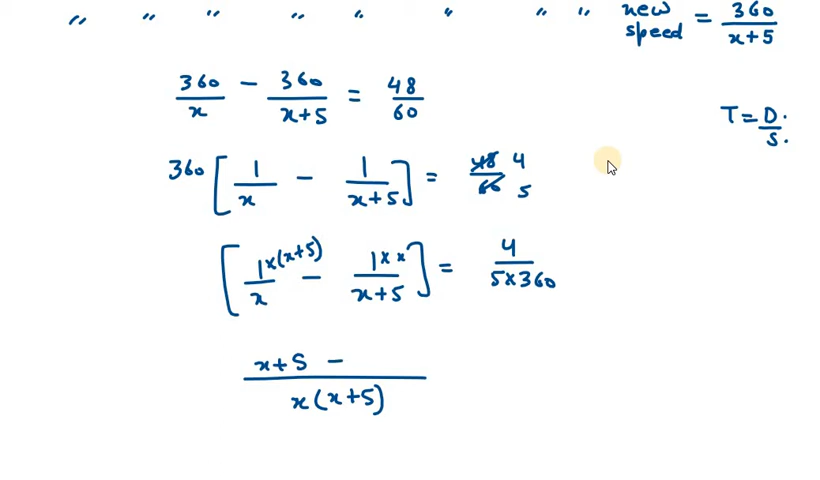 〃 〃 〃 〃 〃 〃 〃 〃 new speed = 360/(x+5)
360/x - 360/(x+5) = 48/60
T = D./S.
360 [1/x - 1/(x+5)] = 48/60 4/5
[1×(x+5)/x - 1×x/(x+5)] = 4/(5×360)
x+5 - / x(x+5)